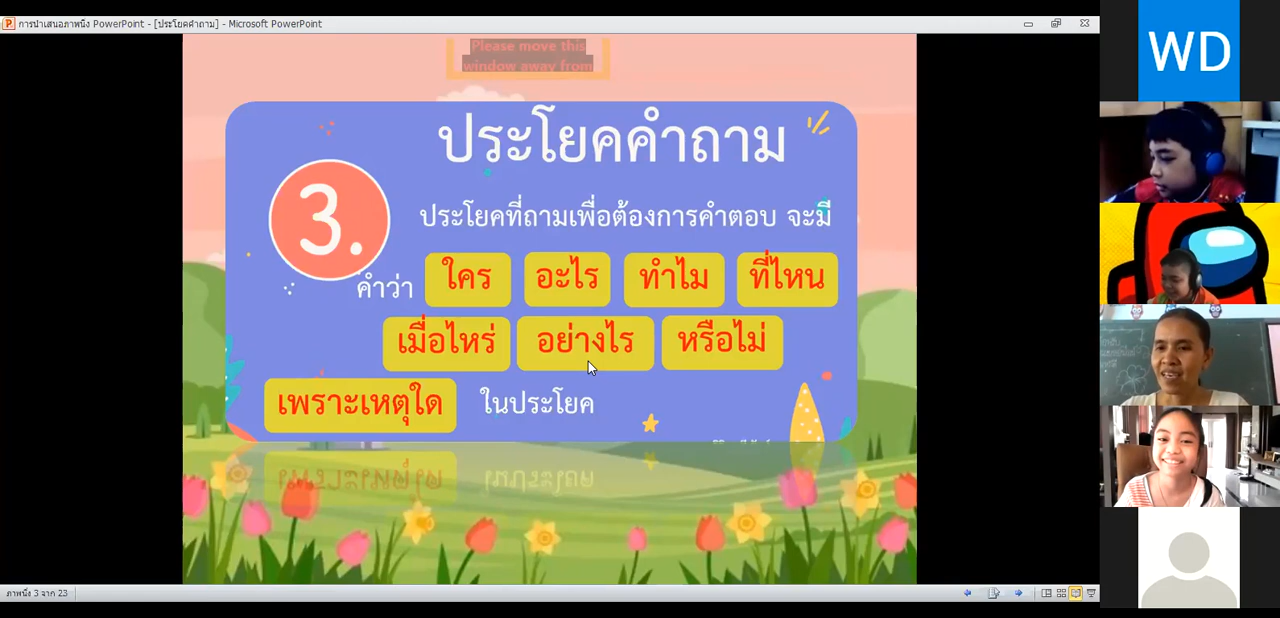 การนำเสนอภาพนิ่ง PowerPoint - [ประโยคคำถาม] - Microsoft PowerPoint
Please move this
window away from
ประโยคคำถาม
3.
ประโยคที่ถามเพื่อต้องการคำตอบ จะมี
คำว่า ใคร อะไร ทำไม ที่ไหน
เมื่อไหร่ อย่างไร หรือไม่
เพราะเหตุใด ในประโยค
ภาพนิ่ง 3 จาก 23
WD